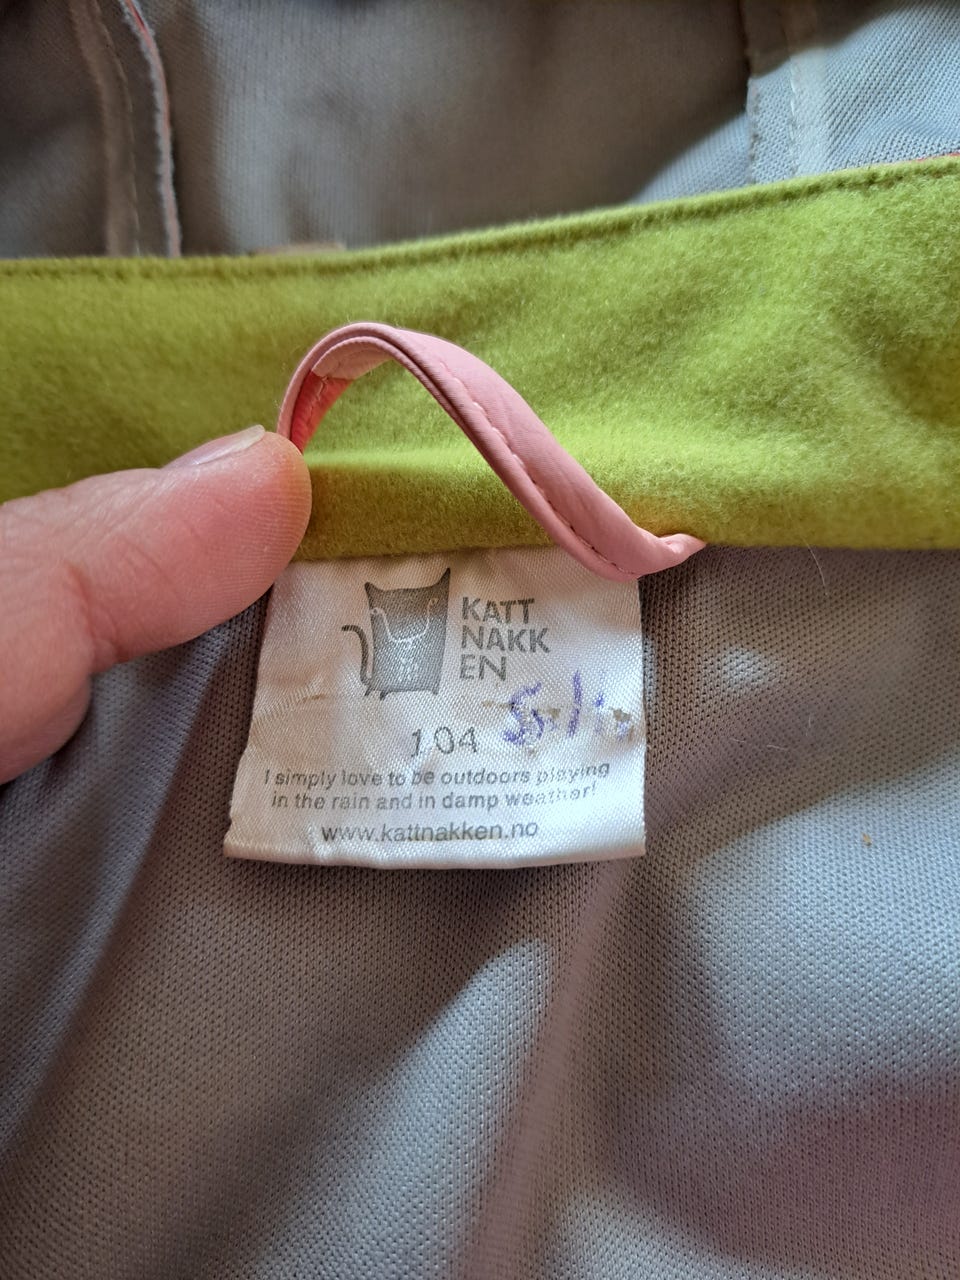 KATT
NAKK
EN
104
I simply love to be outdoors playing
in the rain and in damp weather!
www.kattnakken.no